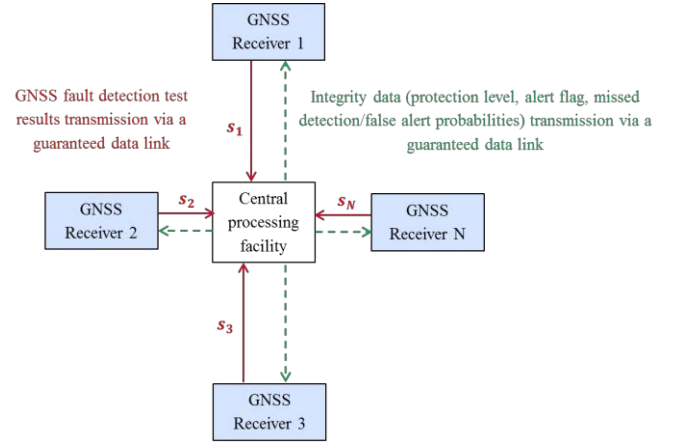 GNSS
Receiver 1
GNSS fault detection test
results transmission via a
guaranteed data link
Integrity data (protection level, alert flag, missed
detection/false alert probabilities) transmission via a
guaranteed data link
s₁
GNSS
Receiver 2
s₂
Central
processing
facility
s_N
GNSS
Receiver N
s₃
GNSS
Receiver 3